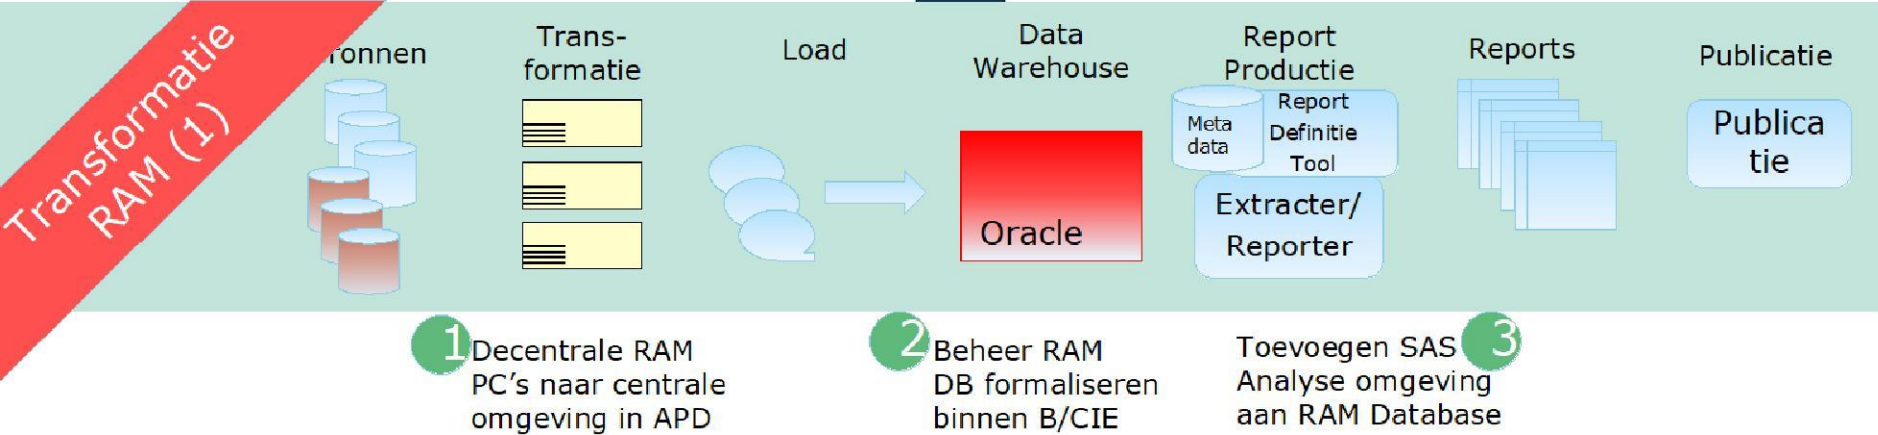 Transformatie
RAM (1)
ronnen
Trans-
formatie
Load
Data
Warehouse
Report
Productie
Reports
Publicatie
Meta
data
Report
Definitie
Tool
Extracter/
Reporter
Oracle
Publica
tie
1
Decentrale RAM
PC's naar centrale
omgeving in APD
2
Beheer RAM
DB formaliseren
binnen B/CIE
3
Toevoegen SAS
Analyse omgeving
aan RAM Database